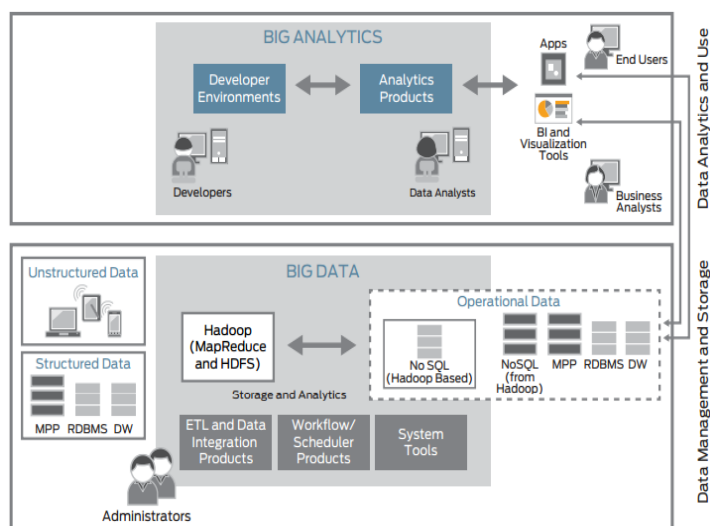 BIG ANALYTICS
Developer
Environments
Analytics
Products
Developers
Data Analysts
Apps
End Users
BI and
Visualization
Tools
Business
Analysts
Data Analytics and Use
Unstructured Data
Structured Data
MPP RDBMS DW
BIG DATA
Hadoop
(MapReduce
and HDFS)
Storage and Analytics
Operational Data
No SQL
(Hadoop Based)
NoSQL
(from
Hadoop)
MPP RDBMS DW
ETL and Data
Integration
Products
Workflow/
Scheduler
Products
System
Tools
Administrators
Data Management and Storage